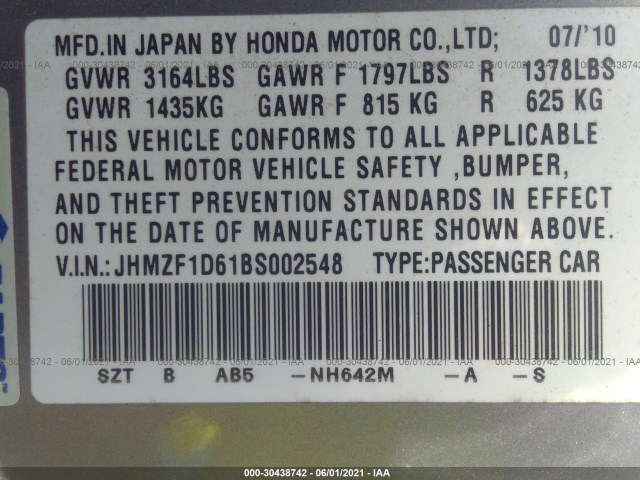 MFD.IN JAPAN BY HONDA MOTOR CO.,LTD; 07/'10
GVWR 3164LBS GAWR F 1797LBS R 1378LBS
GVWR 1435KG GAWR F 815 KG R 625 KG
THIS VEHICLE CONFORMS TO ALL APPLICABLE
FEDERAL MOTOR VEHICLE SAFETY ,BUMPER,
AND THEFT PREVENTION STANDARDS IN EFFECT
ON THE DATE OF MANUFACTURE SHOWN ABOVE.
V.I.N.: JHMZF1D61BS002548 TYPE:PASSENGER CAR
SZT B AB5 -NH642M -A -S
000-30438742 - 06/01/2021 - IAA